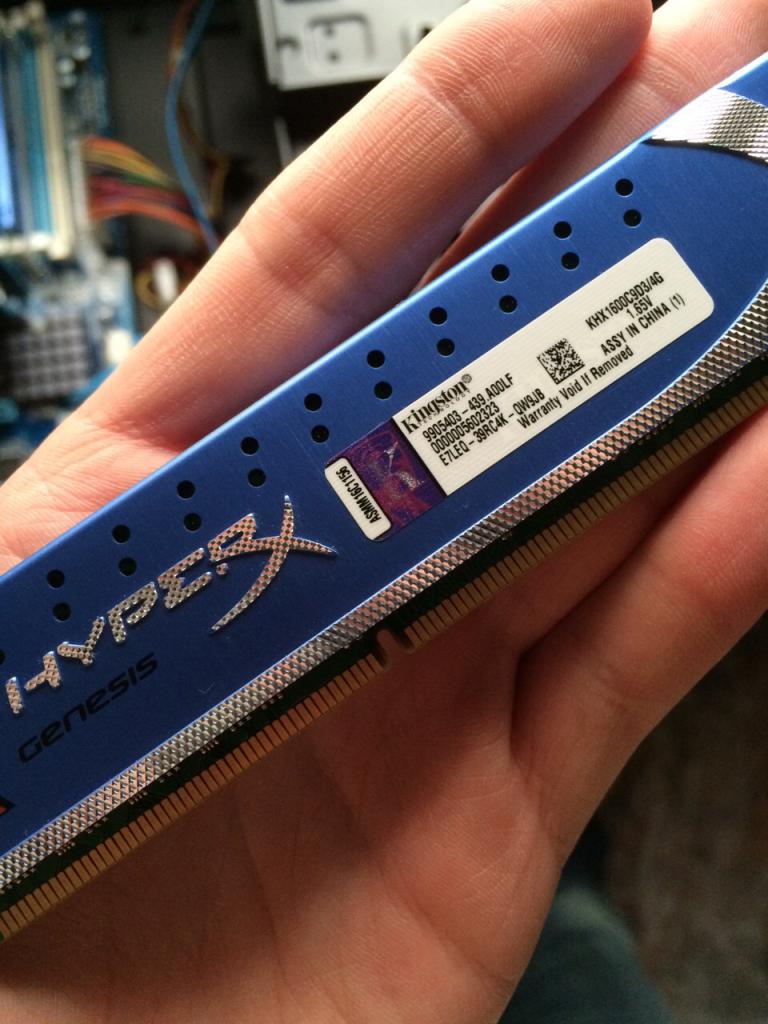 HYPERX
GENESIS
ASMM16C1156
Kingston®
9905403-439.A00LF
0000005602323
E7LEQ-39RC4K-QW9JB
Warranty Void If Removed
KHX1600C9D3/4G
1.65V
ASSY IN CHINA (1)